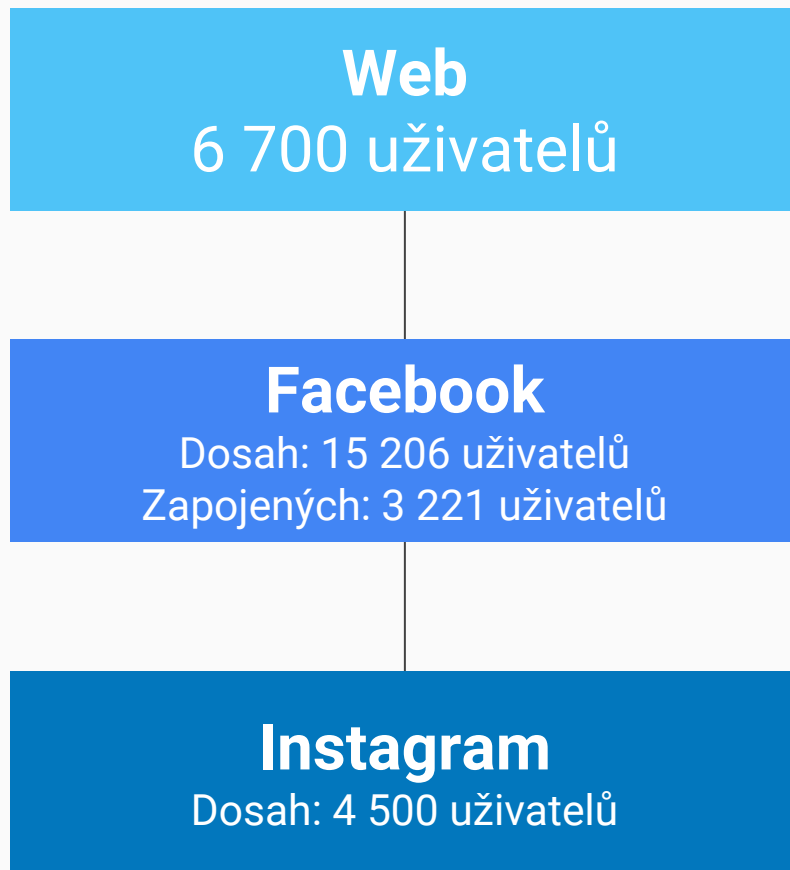 Web
6 700 uživatelů
Facebook
Dosah: 15 206 uživatelů
Zapojených: 3 221 uživatelů
Instagram
Dosah: 4 500 uživatelů